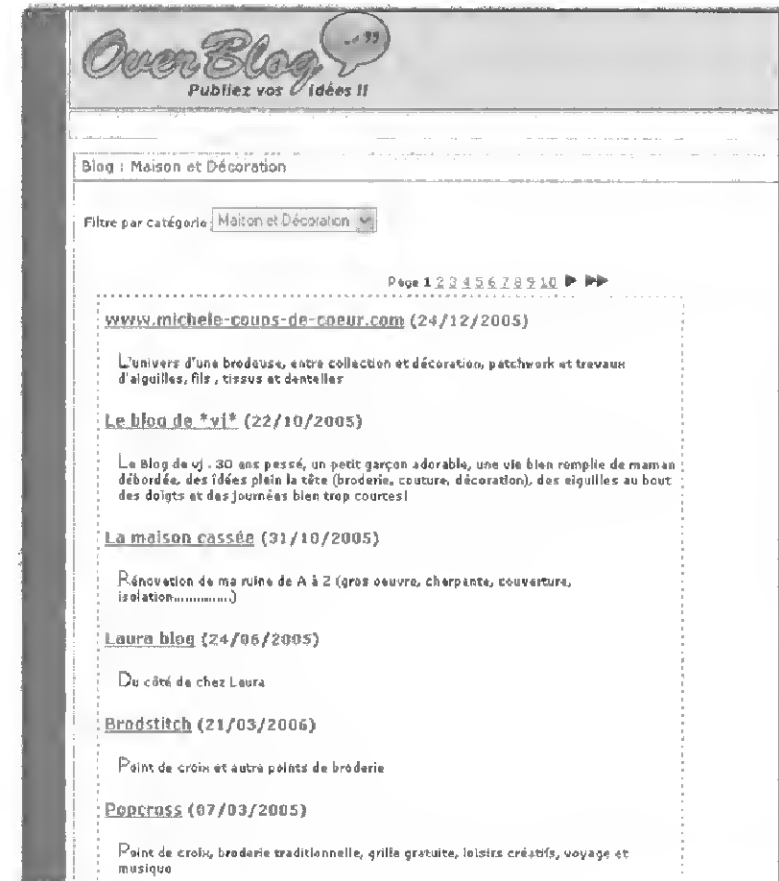 OverBlog
Publiez vos idées !!
Blog : Maison et Décoration
Filtre par catégorie Maison et Décoration
Page 1 2 3 4 5 6 7 8 9 10
www.michele-coups-de-coeur.com (24/12/2005)
L'univers d'une brodeuse, entre collection et décoration, patchwork et travaux
d'aiguilles, fils , tissus et dentelles
Le blog de *vj* (22/10/2005)
Le Blog de vj . 30 ans passé, un petit garçon adorable, une vie bien remplie de maman
débordée, des idées plein la tête (broderie, couture, décoration), des aiguilles au bout
des doigts et des journées bien trop courtes!
La maison cassée (31/10/2005)
Rénovation de ma ruine de A à Z (gros oeuvre, charpente, couverture,
isolation..............)
Laura blog (24/06/2005)
Du côté de chez Laura
Brodstitch (21/03/2006)
Point de croix et autre points de broderie
Popcross (07/03/2005)
Point de croix, broderie traditionnelle, grille gratuite, loisirs créatifs, voyage et
musique